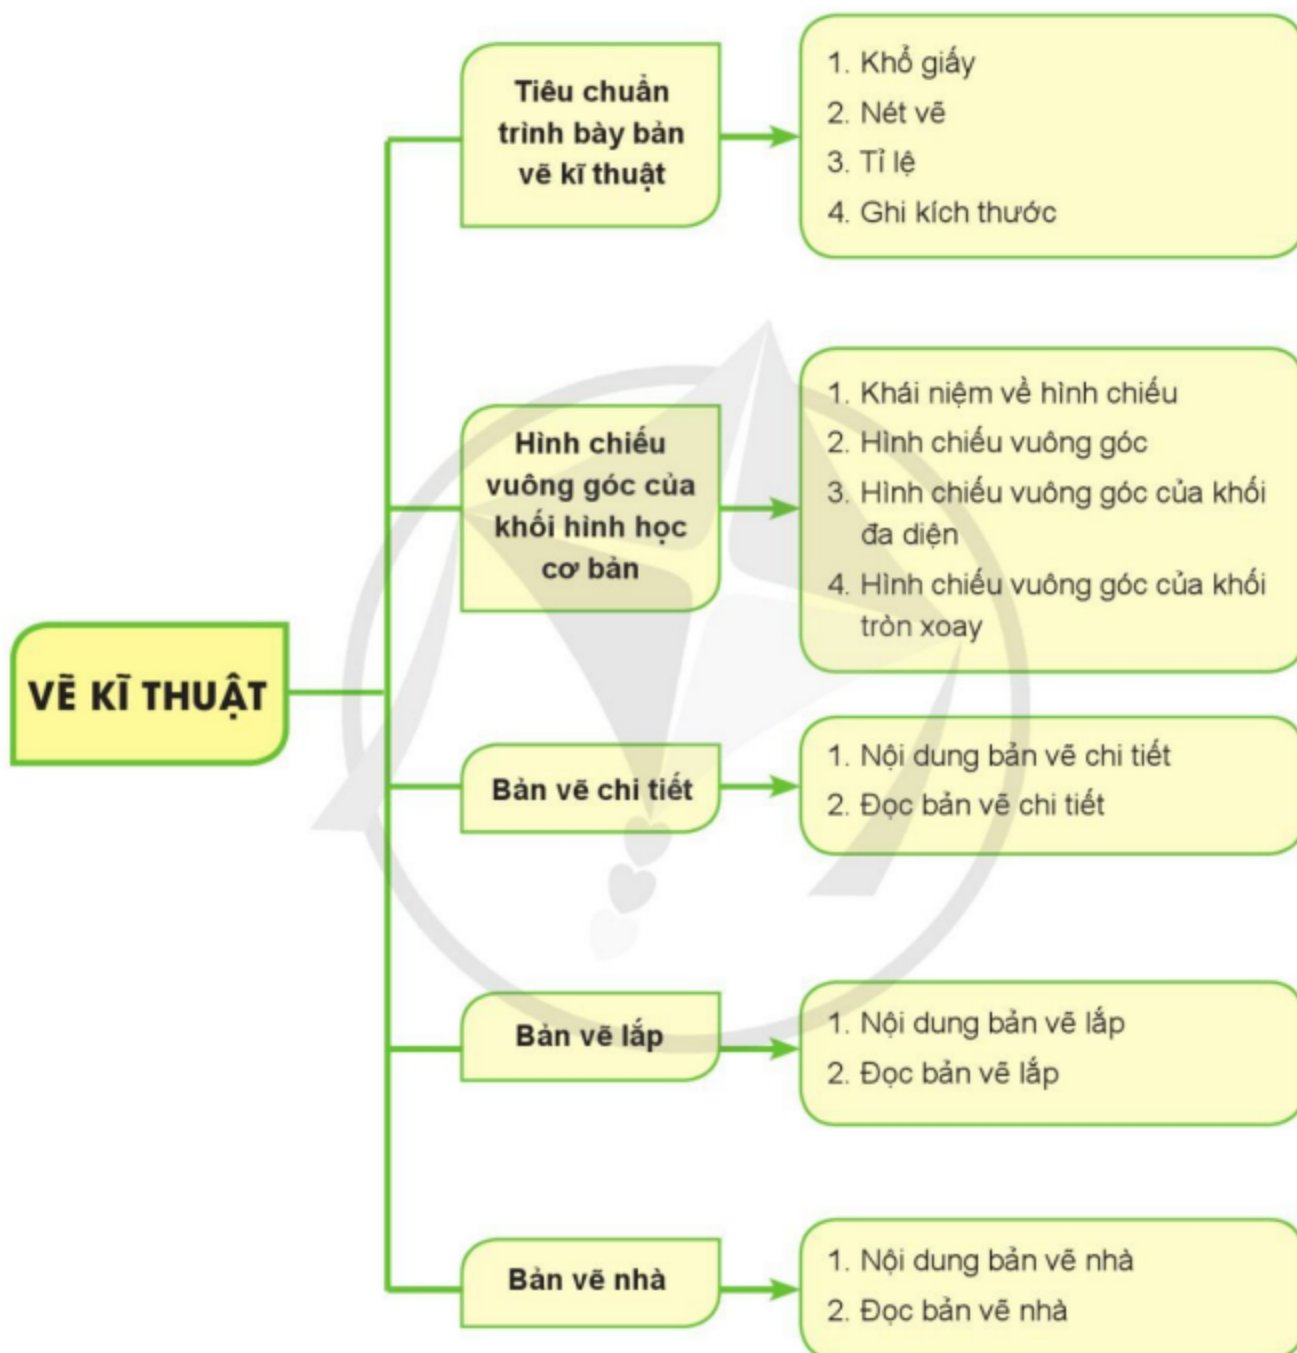 VẼ KĨ THUẬT
Tiêu chuẩn
trình bày bản
vẽ kĩ thuật
1. Khổ giấy
2. Nét vẽ
3. Tỉ lệ
4. Ghi kích thước
Hình chiếu
vuông góc của
khối hình học
cơ bản
1. Khái niệm về hình chiếu
2. Hình chiếu vuông góc
3. Hình chiếu vuông góc của khối
đa diện
4. Hình chiếu vuông góc của khối
tròn xoay
Bản vẽ chi tiết
1. Nội dung bản vẽ chi tiết
2. Đọc bản vẽ chi tiết
Bản vẽ lắp
1. Nội dung bản vẽ lắp
2. Đọc bản vẽ lắp
Bản vẽ nhà
1. Nội dung bản vẽ nhà
2. Đọc bản vẽ nhà